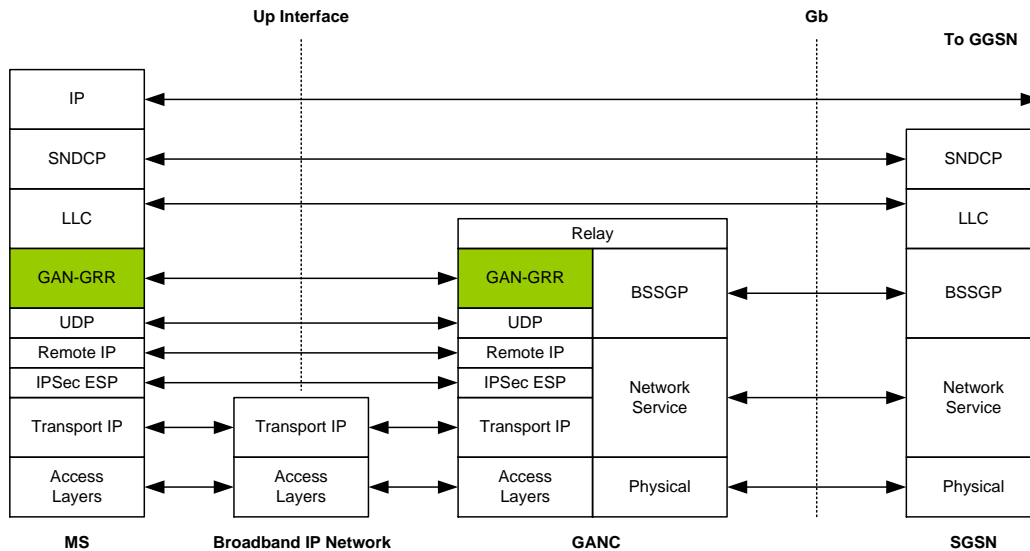 Up Interface
Gb
To GGSN
IP
SNDCP
SNDCP
LLC
LLC
Relay
GAN-GRR
GAN-GRR
BSSGP
BSSGP
UDP
UDP
Remote IP
Remote IP
IPSec ESP
IPSec ESP
Network
Service
Network
Service
Transport IP
Transport IP
Transport IP
Access
Layers
Access
Layers
Access
Layers
Physical
Physical
MS
Broadband IP Network
GANC
SGSN